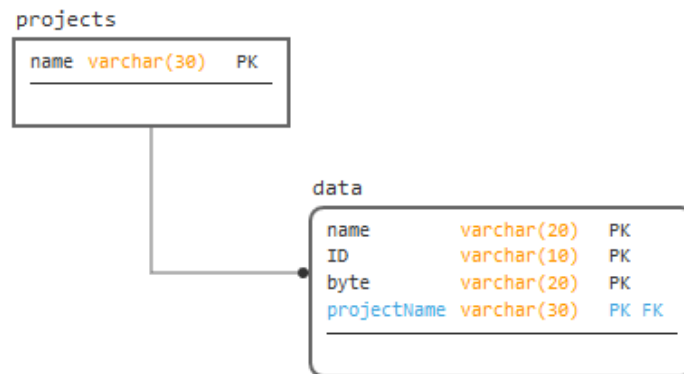 projects
name varchar(30) PK
data
name varchar(20) PK
ID varchar(10) PK
byte varchar(20) PK
projectName varchar(30) PK FK